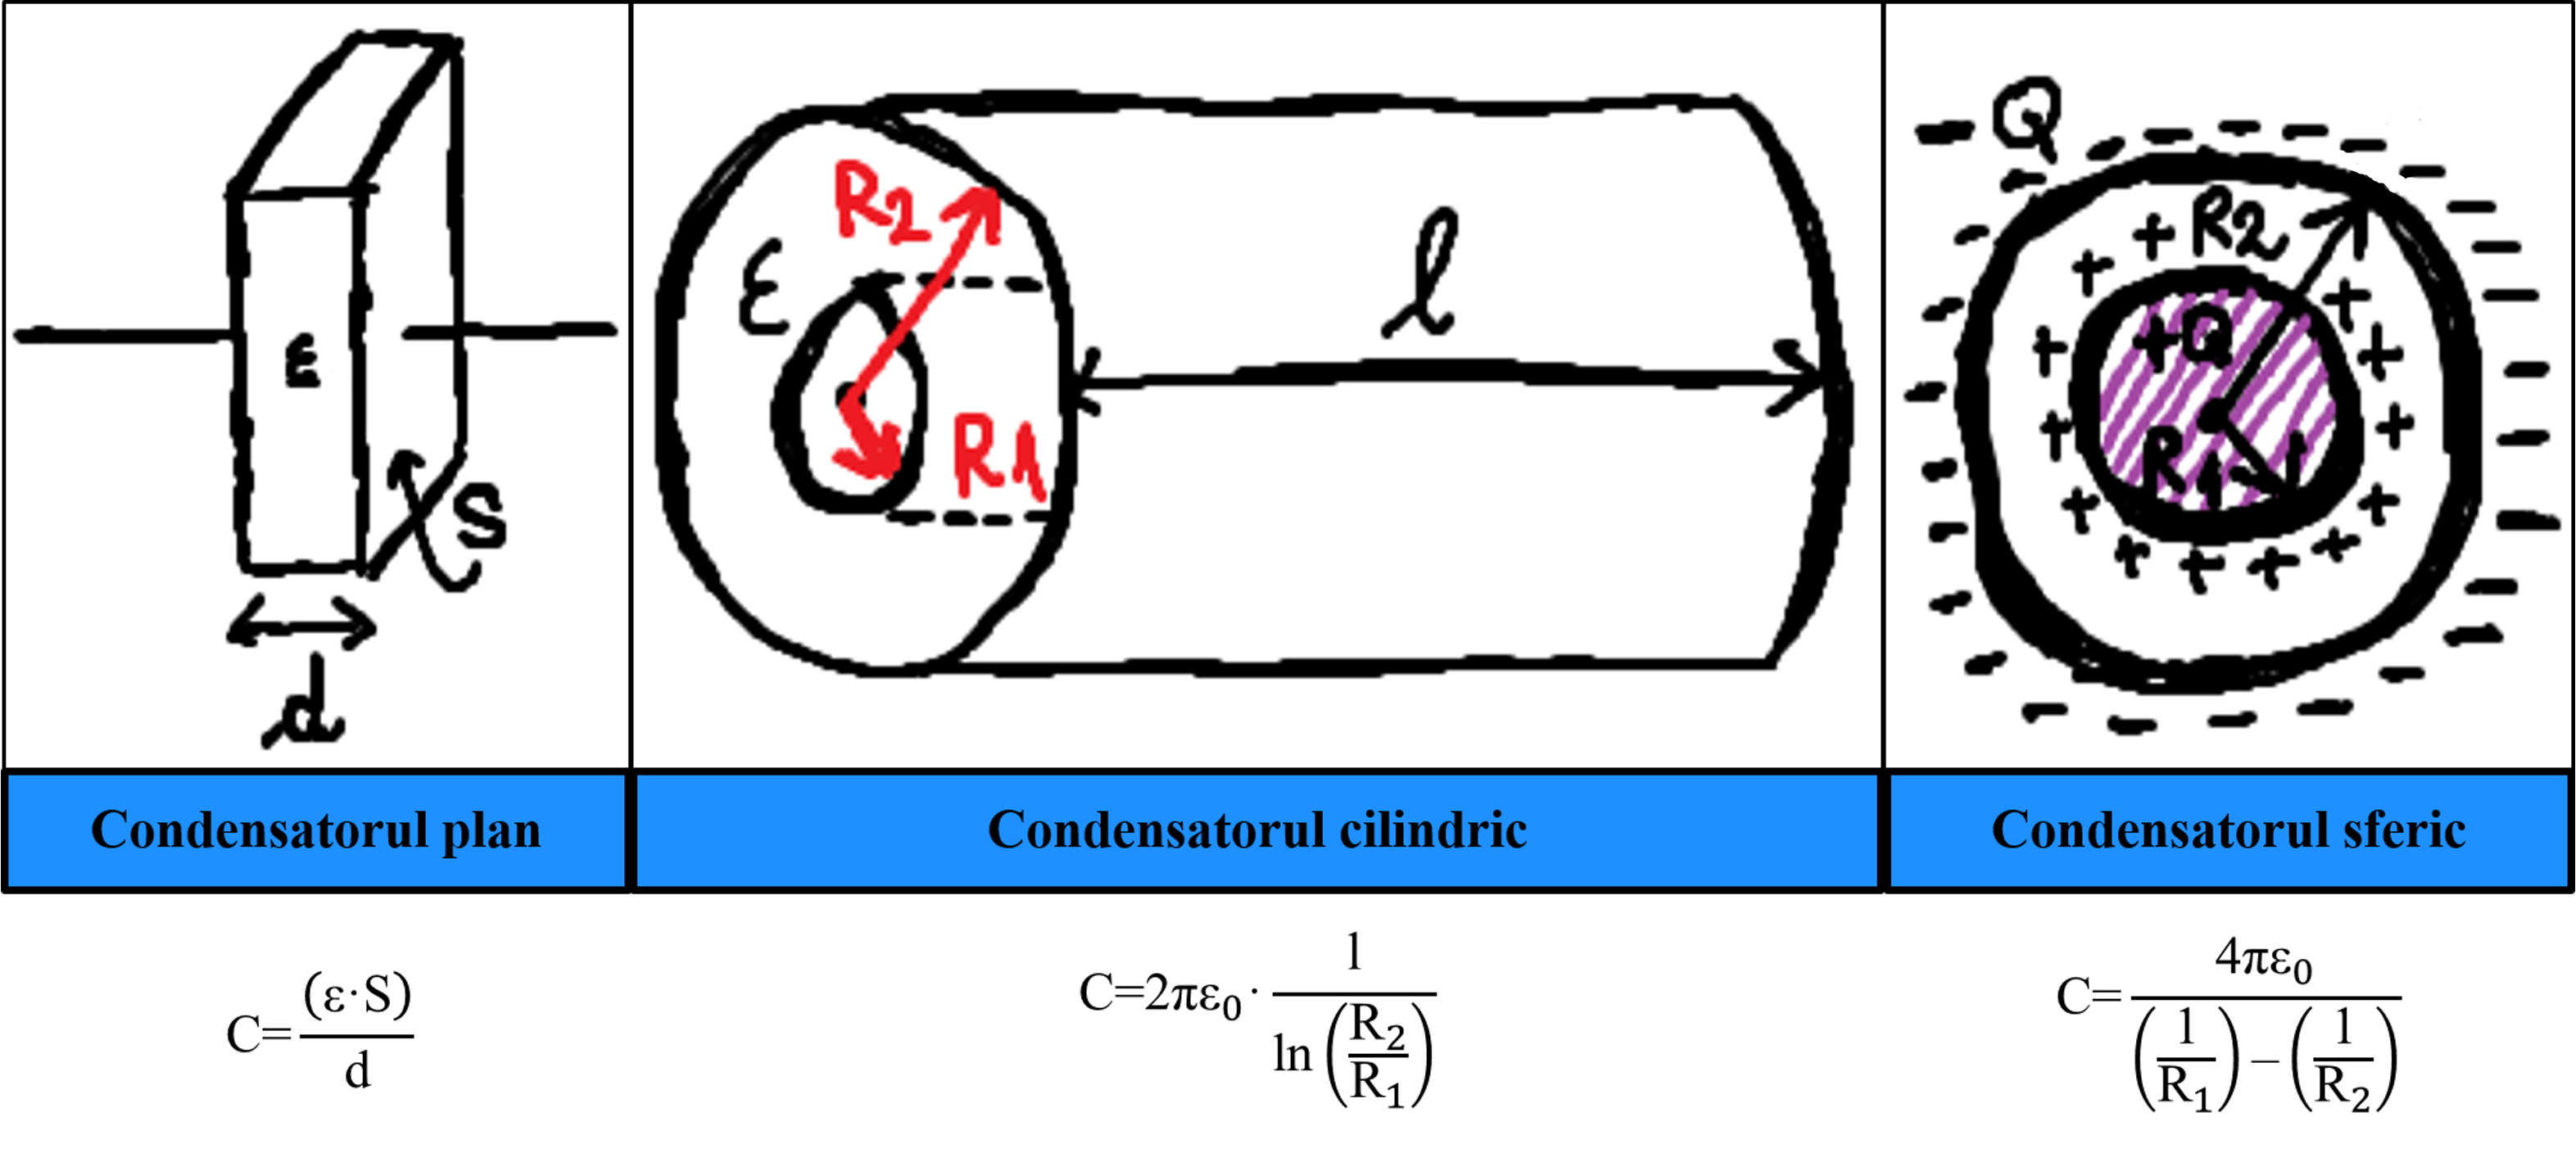 ε
S
d
R2
ε
R1
l
-Q
R2
+Q
R1
Condensatorul plan
Condensatorul cilindric
Condensatorul sferic
C=(ε·S)/d
C=2πε₀·l/ln(R₂/R₁)
C=4πε₀/((1/R₁)−(1/R₂))